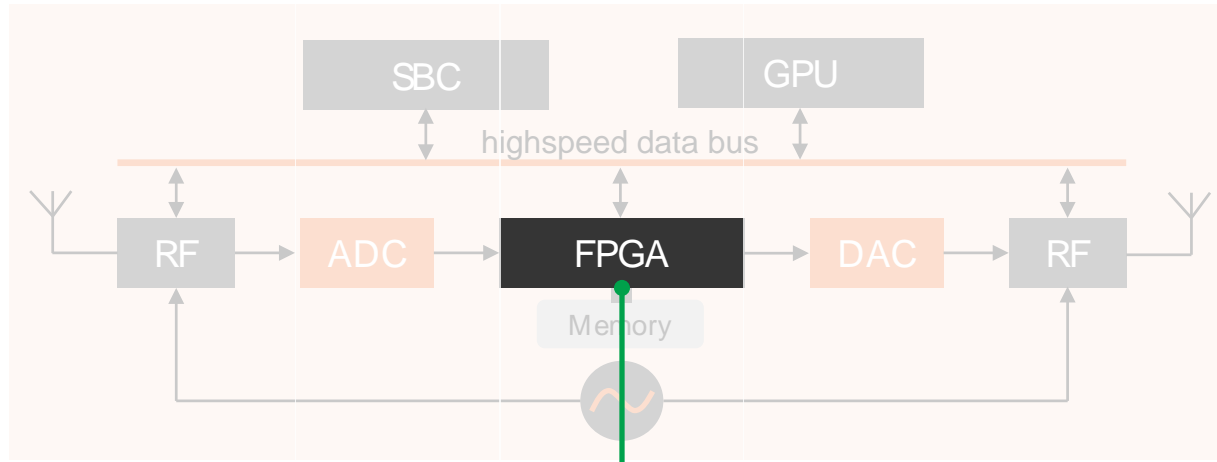 SBC
GPU
highspeed data bus
RF
ADC
FPGA
DAC
RF
Memory